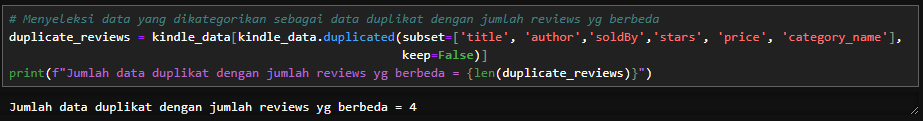 # Menyeleksi data yang dikategorikan sebagai data duplikat dengan jumlah reviews yg berbeda
duplicate_reviews = kindle_data[kindle_data.duplicated(subset=['title', 'author','soldBy','stars', 'price', 'category_name'],
keep=False)]
print(f"Jumlah data duplikat dengan jumlah reviews yg berbeda = {len(duplicate_reviews)}")
Jumlah data duplikat dengan jumlah reviews yg berbeda = 4